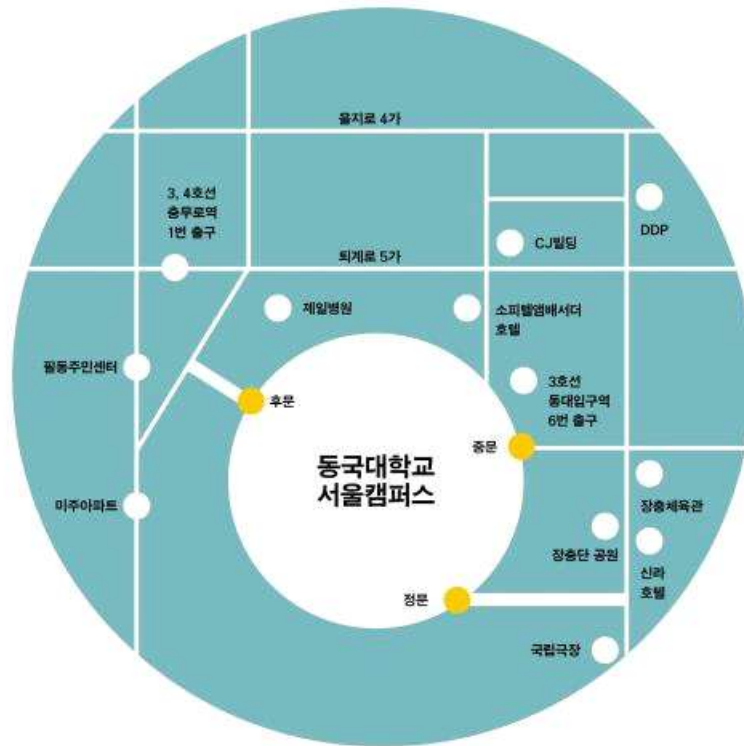 을지로 4가
3, 4호선
충무로역
1번 출구
DDP
CJ빌딩
퇴계로 5가
제일병원
소피텔앰배서더
호텔
필동주민센터
3호선
동대입구역
6번 출구
후문
중문
동국대학교
서울캠퍼스
장충체육관
미주아파트
장충단 공원
신라
호텔
정문
국립극장